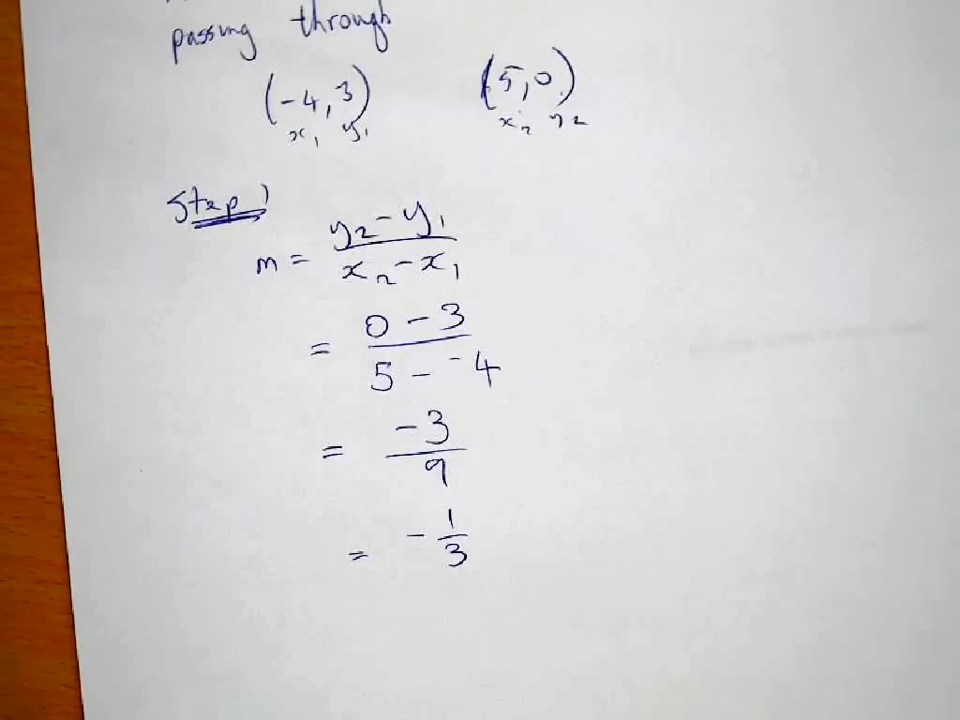 passing through
(-4, 3) (5, 0)
x₁ y₁ x₂ y₂
Step 1
m = (y₂ - y₁)/(x₂ - x₁)
= (0 - 3)/(5 - ⁻4)
= -3/9
= -1/3